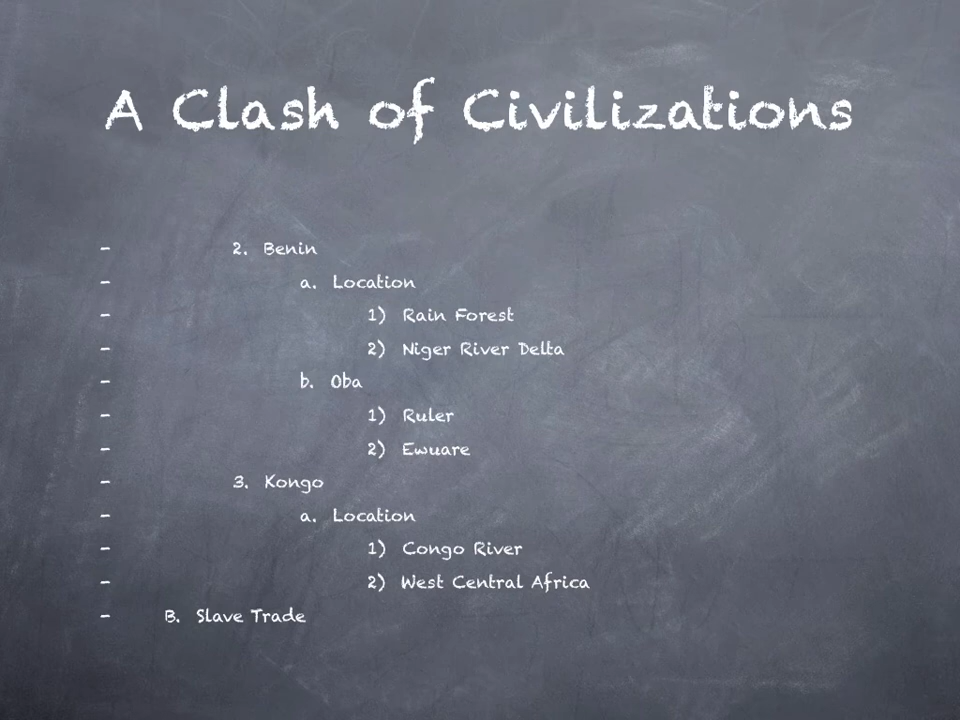 A Clash of Civilizations
- 2. Benin
- a. Location
- 1) Rain Forest
- 2) Niger River Delta
- b. Oba
- 1) Ruler
- 2) Ewuare
- 3. Kongo
- a. Location
- 1) Congo River
- 2) West Central Africa
- B. Slave Trade